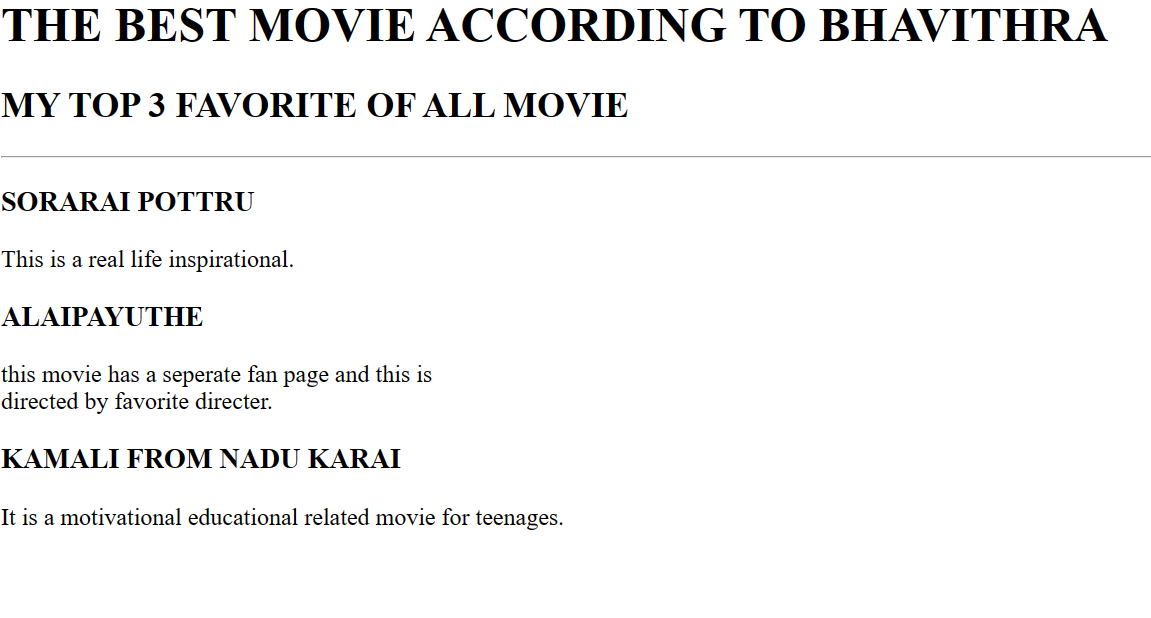 THE BEST MOVIE ACCORDING TO BHAVITHRA
MY TOP 3 FAVORITE OF ALL MOVIE
SORARAI POTTRU
This is a real life inspirational.
ALAIPAYUTHE
this movie has a seperate fan page and this is
directed by favorite directer.
KAMALI FROM NADU KARAI
It is a motivational educational related movie for teenages.